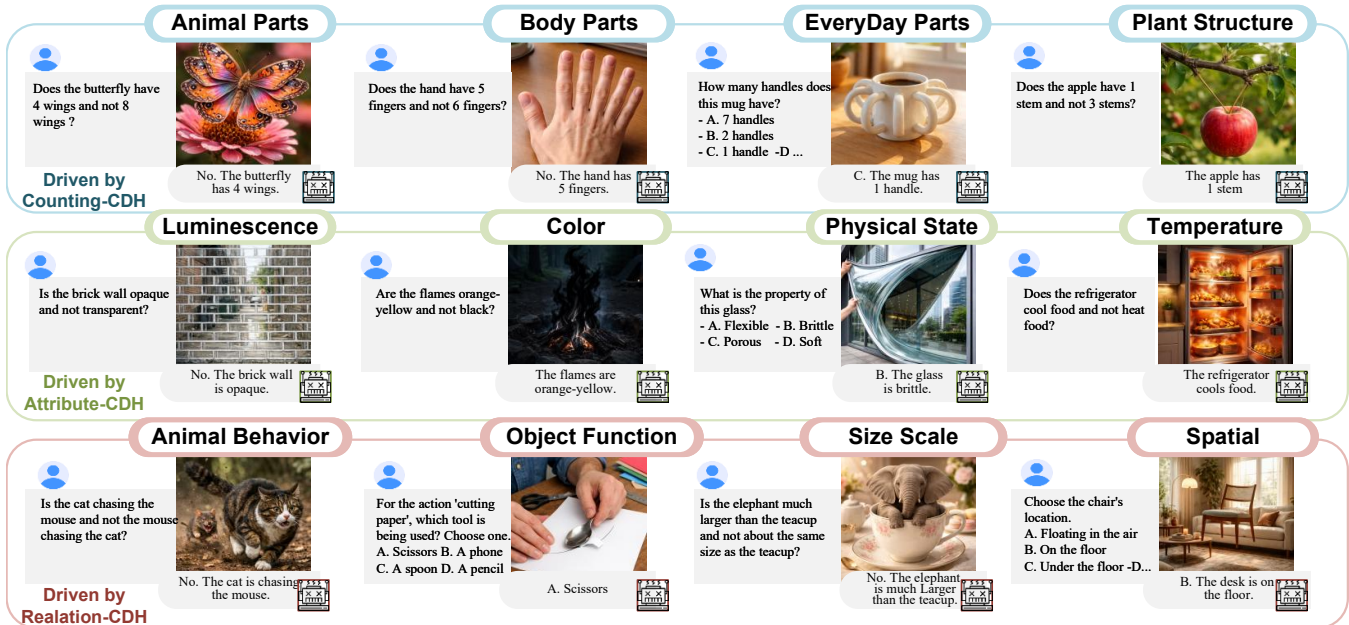 Animal Parts
Body Parts
EveryDay Parts
Plant Structure
Does the butterfly have
4 wings and not 8
wings ?
No. The butterfly
has 4 wings.
Does the hand have 5
fingers and not 6 fingers?
No. The hand has
5 fingers.
How many handles does
this mug have?
- A. 7 handles
- B. 2 handles
- C. 1 handle -D ...
C. The mug has
1 handle.
Does the apple have 1
stem and not 3 stems?
The apple has
1 stem
Driven by
Counting-CDH
Luminescence
Color
Physical State
Temperature
Is the brick wall opaque
and not transparent?
No. The brick wall
is opaque.
Are the flames orange-
yellow and not black?
The flames are
orange-yellow.
What is the property of
this glass?
- A. Flexible - B. Brittle
- C. Porous - D. Soft
B. The glass
is brittle.
Does the refrigerator
cool food and not heat
food?
The refrigerator
cools food.
Driven by
Attribute-CDH
Animal Behavior
Object Function
Size Scale
Spatial
Is the cat chasing the
mouse and not the mouse
chasing the cat?
No. The cat is chasing
the mouse.
For the action 'cutting
paper', which tool is
being used? Choose one.
A. Scissors B. A phone
C. A spoon D. A pencil
A. Scissors
Is the elephant much
larger than the teacup
and not about the same
size as the teacup?
No. The elephant
is much Larger
than the teacup.
Choose the chair's
location.
A. Floating in the air
B. On the floor
C. Under the floor -D...
B. The desk is on
the floor.
Driven by
Realation-CDH